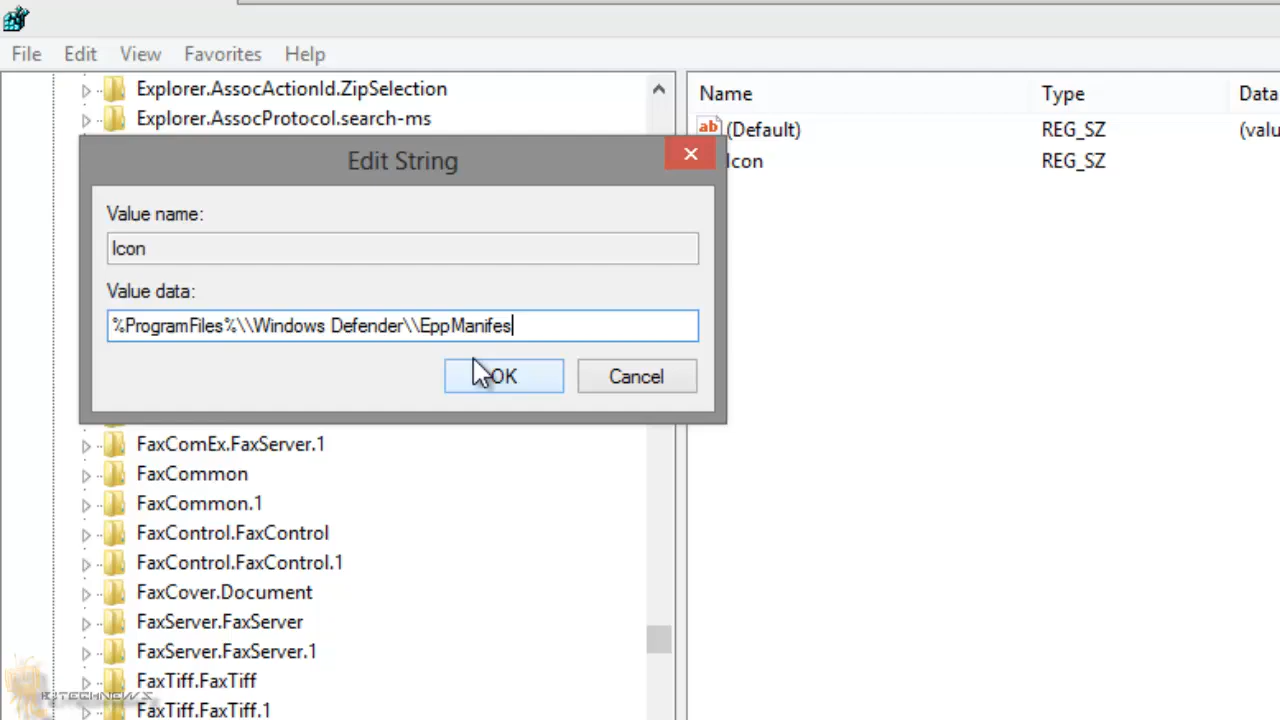 File Edit View Favorites Help
Explorer.AssocActionId.ZipSelection
Explorer.AssocProtocol.search-ms
Name Type Data
ab (Default) REG_SZ (valu
Icon REG_SZ
Edit String
Value name:
Icon
Value data:
%ProgramFiles%\\Windows Defender\\EppManifes
OK Cancel
FaxComEx.FaxServer.1
FaxCommon
FaxCommon.1
FaxControl.FaxControl
FaxControl.FaxControl.1
FaxCover.Document
FaxServer.FaxServer
FaxServer.FaxServer.1
FaxTiff.FaxTiff
FaxTiff.FaxTiff.1